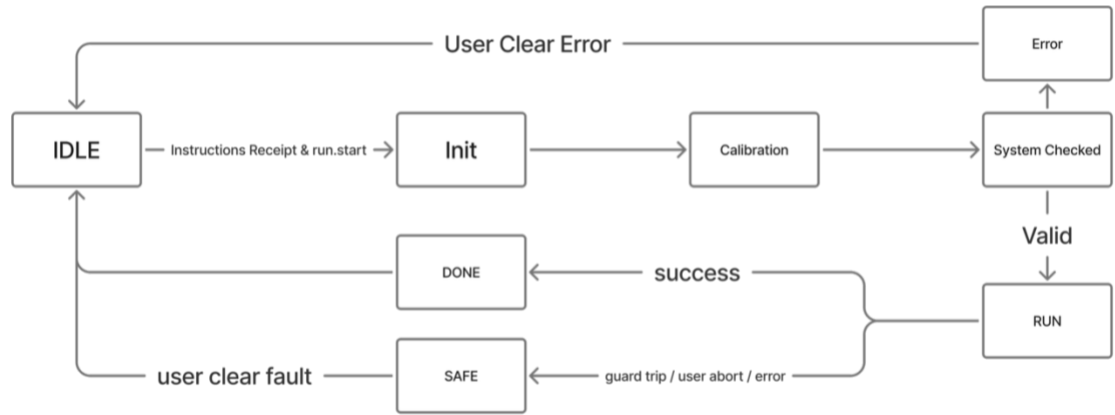 User Clear Error
Error
IDLE
Instructions Receipt & run.start
Init
Calibration
System Checked
Valid
DONE
success
RUN
user clear fault
SAFE
guard trip / user abort / error